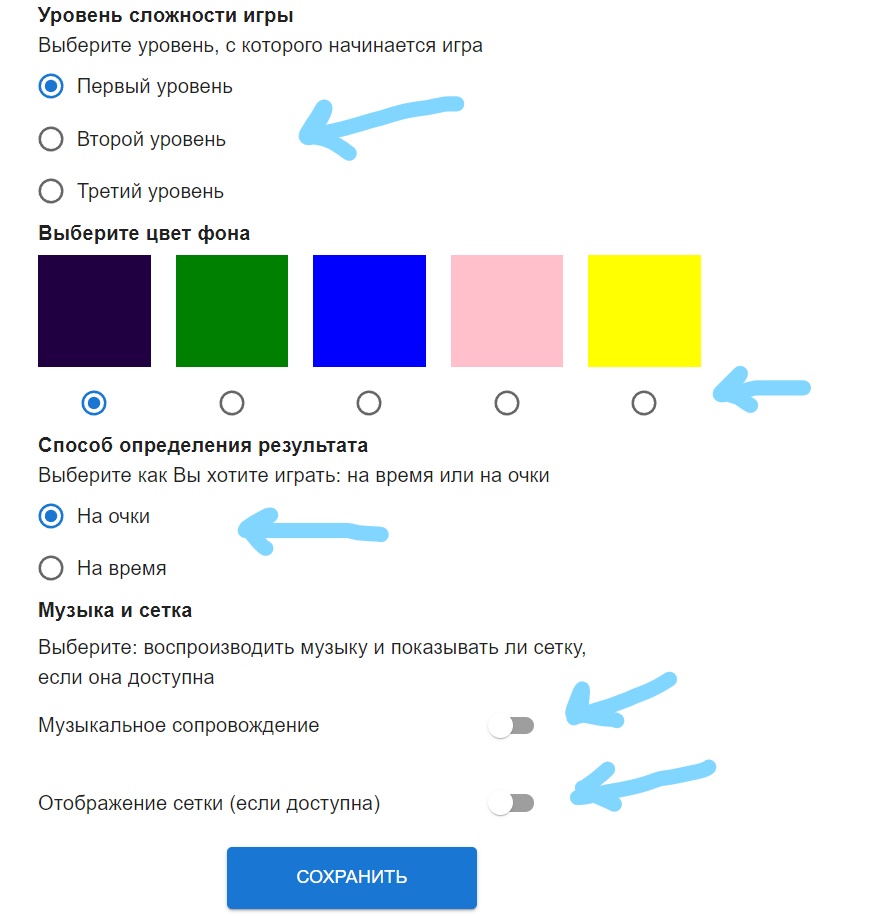 Уровень сложности игры
Выберите уровень, с которого начинается игра
Первый уровень
Второй уровень
Третий уровень
Выберите цвет фона
Способ определения результата
Выберите как Вы хотите играть: на время или на очки
На очки
На время
Музыка и сетка
Выберите: воспроизводить музыку и показывать ли сетку,
если она доступна
Музыкальное сопровождение
Отображение сетки (если доступна)
СОХРАНИТЬ